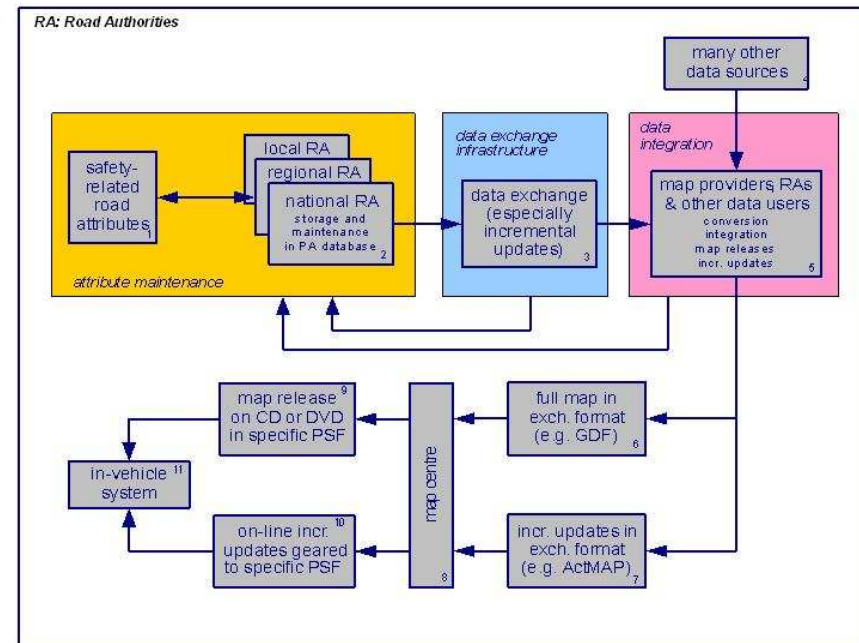 RA: Road Authorities
many other
data sources
4
data exchange
infrastructure
data
integration
safety-
related
road
attributes
1
local RA
regional RA
national RA
storage and
maintenance
in PA database
2
data exchange
(especially
incremental
updates)
3
map providers, RAs
& other data users
conversion
integration
map releases
incr. updates
5
attribute maintenance
map release
on CD or DVD
in specific PSF
9
full map in
exch. format
(e.g. GDF)
6
in-vehicle
system
11
map centre
8
on-line incr.
updates geared
to specific PSF
10
incr. updates in
exch. format
(e.g. ActMAP)
7